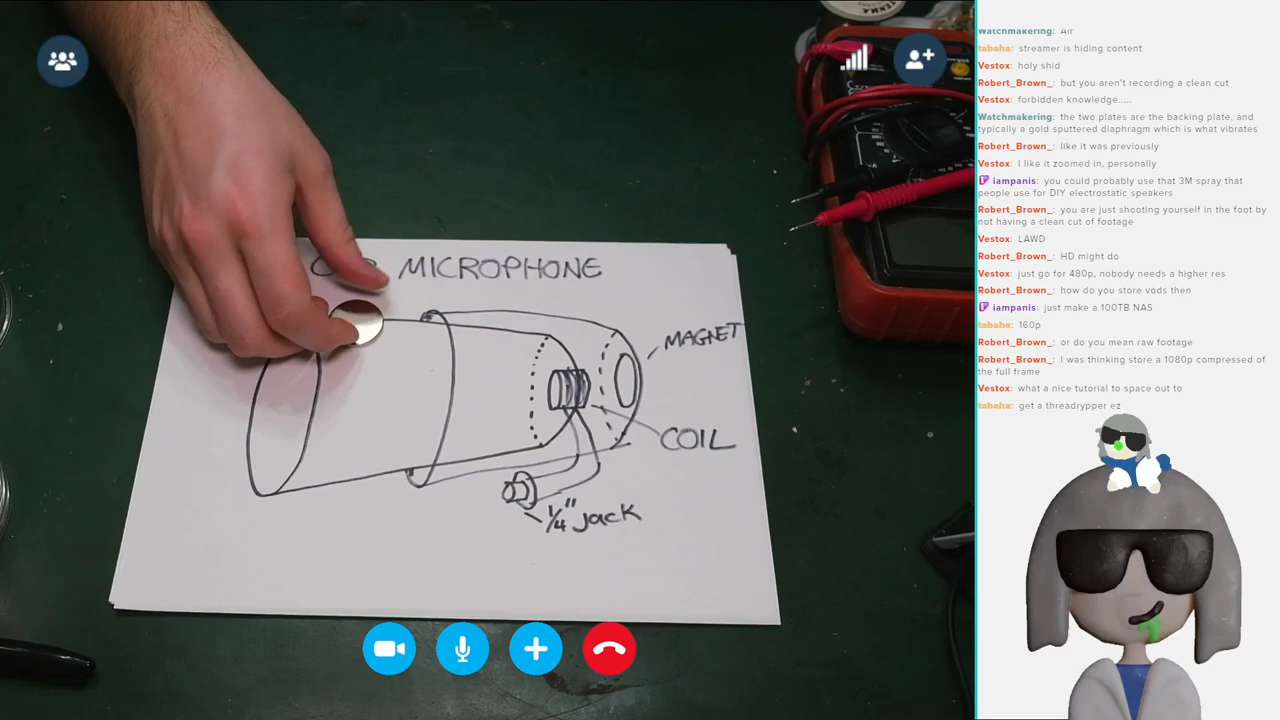 MICROPHONE
MAGNET
COIL
1/4" Jack
Watchmakering: Air
tabaha: streamer is hiding content
Vestox: holy shid
Robert_Brown_: but you aren't recording a clean cut
Vestox: forbidden knowledge.....
Watchmakering: the two plates are the backing plate, and
typically a gold sputtered diaphragm which is what vibrates
Robert_Brown_: like it was previously
Vestox: I like it zoomed in, personally
iampanis: you could probably use that 3M spray that
people use for DIY electrostatic speakers
Robert_Brown_: you are just shooting yourself in the foot by
not having a clean cut of footage
Vestox: LAWD
Robert_Brown_: HD might do
Vestox: just go for 480p, nobody needs a higher res
Robert_Brown_: how do you store vods then
iampanis: just make a 100TB NAS
tabaha: 160p
Robert_Brown_: or do you mean raw footage
Robert_Brown_: I was thinking store a 1080p compressed of
the full frame
Vestox: what a nice tutorial to space out to
tabaha: get a threadrypper ez